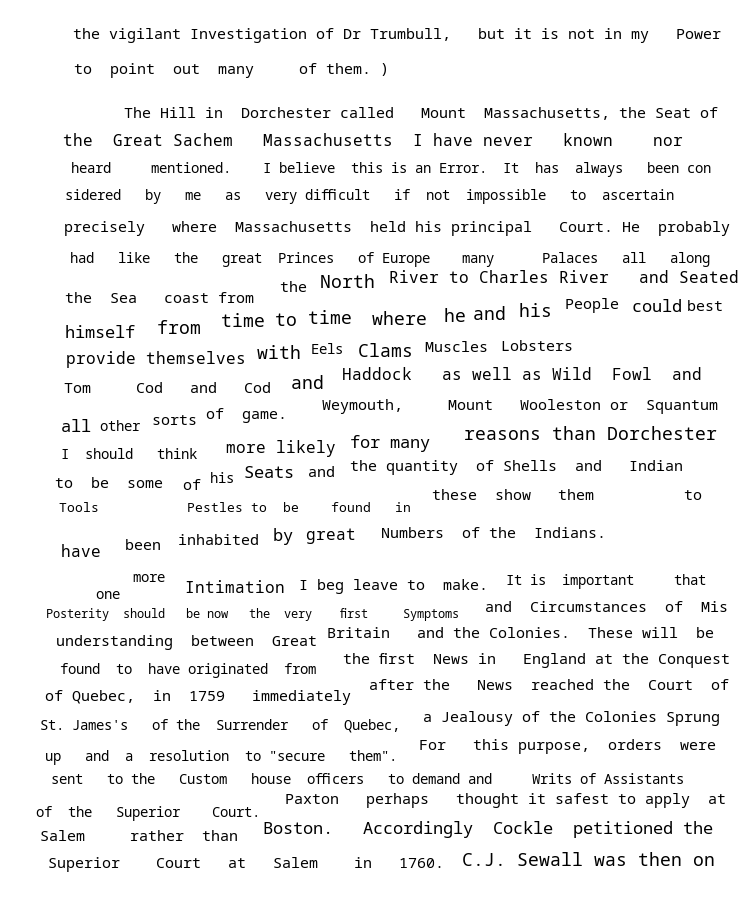 the vigilant Investigation of Dr Trumbull, but it is not in my Power
to point out many of them. )
The Hill in Dorchester called Mount Massachusetts, the Seat of
the Great Sachem Massachusetts I have never known nor
heard mentioned. I believe this is an Error. It has always been con
sidered by me as very difficult if not impossible to ascertain
precisely where Massachusetts held his principal Court. He probably
had like the great Princes of Europe many Palaces all along
the Sea coast from the North River to Charles River and Seated
himself from time to time where he and his People could best
provide themselves with Eels Clams Muscles Lobsters
Tom Cod and Cod and Haddock as well as Wild Fowl and
all other sorts of game. Weymouth, Mount Wooleston or Squantum
I should think more likely for many reasons than Dorchester
to be some of his Seats and the quantity of Shells and Indian
Tools Pestles to be found in these show them to
have been inhabited by great Numbers of the Indians.
one more Intimation I beg leave to make. It is important that
Posterity should be now the very first Symptoms and Circumstances of Mis
understanding between Great Britain and the Colonies. These will be
found to have originated from the first News in England at the Conquest
of Quebec, in 1759 immediately after the News reached the Court of
St. James's of the Surrender of Quebec, a Jealousy of the Colonies Sprung
up and a resolution to "secure them". For this purpose, orders were
sent to the Custom house officers to demand and Writs of Assistants
of the Superior Court. Paxton perhaps thought it safest to apply at
Salem rather than Boston. Accordingly Cockle petitioned the
Superior Court at Salem in 1760. C.J. Sewall was then on